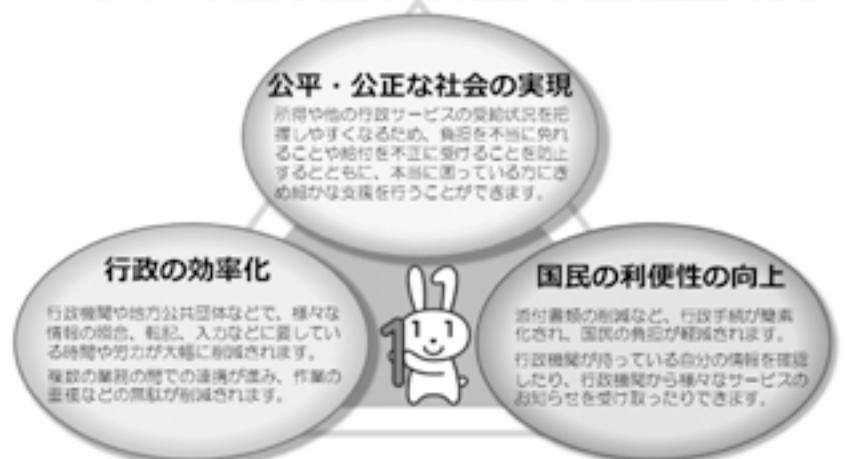 公平・公正な社会の実現
所得や他の行政サービスの受給状況を把
握しやすくなるため、負担を不当に免れ
ることや給付を不正に受けることを防止
するとともに、本当に困っている方にき
め細かな支援を行うことができます。
行政の効率化
行政機関や地方公共団体などで、様々な
情報の照合、転記、入力などに要してい
る時間や労力が大幅に削減されます。
複数の業務の間での連携が進み、作業の
重複などの無駄が削減されます。
国民の利便性の向上
添付書類の削減など、行政手続が簡素
化され、国民の負担が軽減されます。
行政機関が持っている自分の情報を確認
したり、行政機関から様々なサービスの
お知らせを受け取ったりできます。
1 1
1